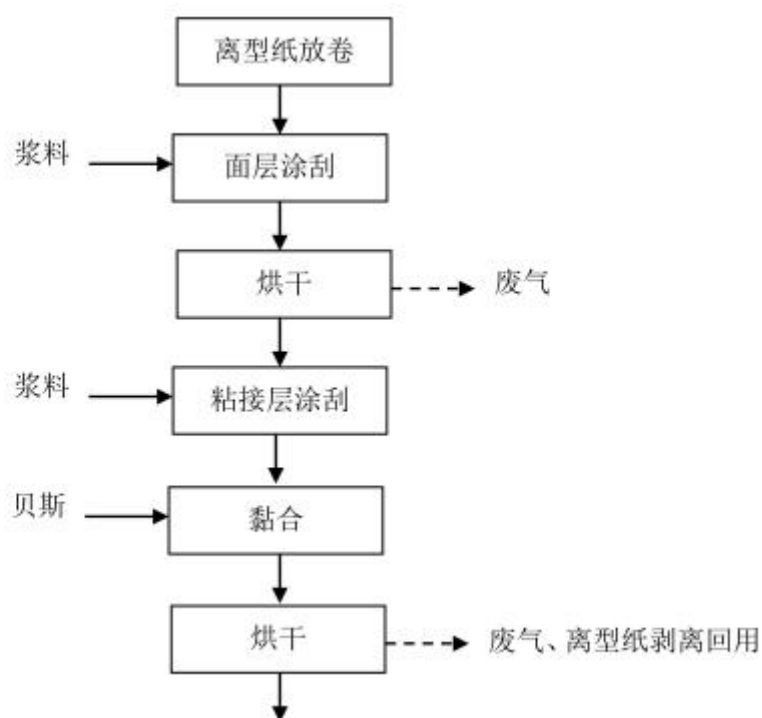 离型纸放卷
浆料
面层涂刮
烘干
废气
浆料
粘接层涂刮
贝斯
黏合
烘干
废气、离型纸剥离回用